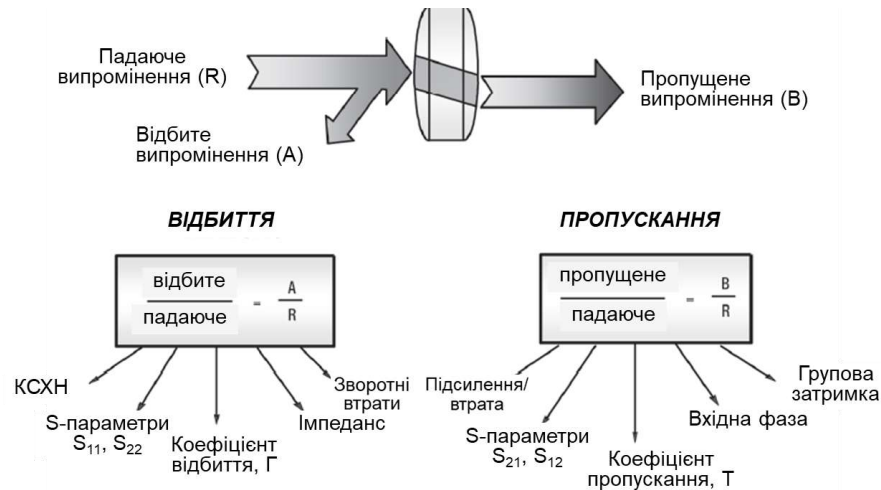 Падаюче
випромінення (R)
Пропущене
випромінення (B)
Відбите
випромінення (A)
ВІДБИТТЯ
ПРОПУСКАННЯ
відбите
падаюче
= A
R
пропущене
падаюче
= B
R
КСХН
S-параметри
S₁₁, S₂₂
Коефіцієнт
відбиття, Г
Імпеданс
Зворотні
втрати
Підсилення/
втрата
S-параметри
S₂₁, S₁₂
Коефіцієнт
пропускання, Т
Вхідна фаза
Групова
затримка